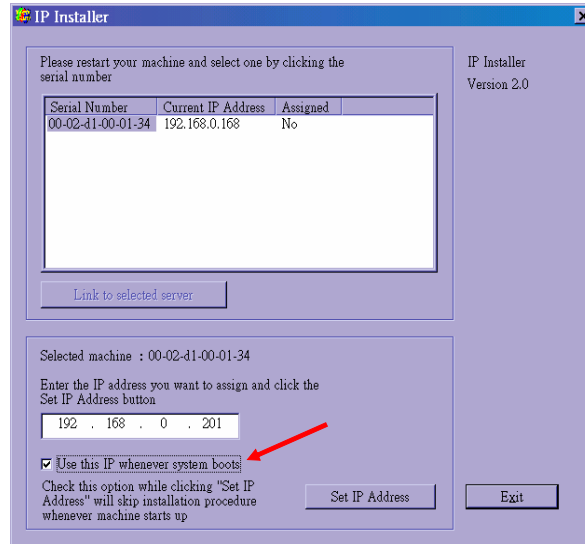 IP Installer
Please restart your machine and select one by clicking the
serial number
IP Installer
Version 2.0
Serial Number Current IP Address Assigned
00-02-d1-00-01-34 192.168.0.168 No
Link to selected server
Selected machine : 00-02-d1-00-01-34
Enter the IP address you want to assign and click the
Set IP Address button
192 . 168 . 0 . 201
Use this IP whenever system boots
Check this option while clicking "Set IP
Address" will skip installation procedure
whenever machine starts up
Set IP Address
Exit